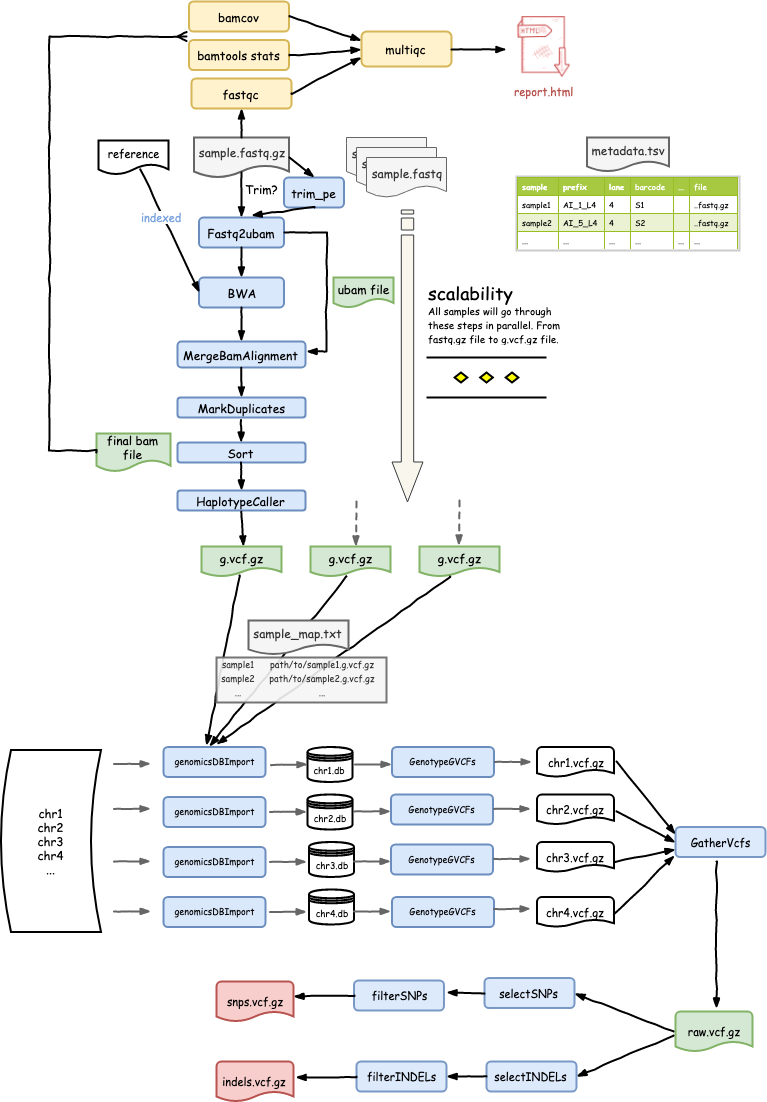 bamcov
bamtools stats
multiqc
HTML
fastqc
report.html
reference
sample.fastq.gz
s
s
sample.fastq
metadata.tsv
Trim?
trim_pe
sample prefix lane barcode ... file
sample1 AI_1_L4 4 S1 ..fastq.gz
sample2 AI_5_L4 4 S2 ..fastq.gz
... ... ... ...
indexed
Fastq2ubam
BWA
ubam file
scalability
All samples will go through
these steps in parallel. From
fastq.gz file to g.vcf.gz file.
MergeBamAlignment
MarkDuplicates
final bam
file
Sort
HaplotypeCaller
g.vcf.gz
g.vcf.gz
g.vcf.gz
sample_map.txt
sample1 path/to/sample1.g.vcf.gz
sample2 path/to/sample2.g.vcf.gz
... ...
chr1
chr2
chr3
chr4
...
genomicsDBImport
chr1.db
GenotypeGVCFs
chr1.vcf.gz
genomicsDBImport
chr2.db
GenotypeGVCFs
chr2.vcf.gz
genomicsDBImport
chr3.db
GenotypeGVCFs
chr3.vcf.gz
genomicsDBImport
chr4.db
GenotypeGVCFs
chr4.vcf.gz
GatherVcfs
snps.vcf.gz
filterSNPs
selectSNPs
raw.vcf.gz
indels.vcf.gz
filterINDELs
selectINDELs